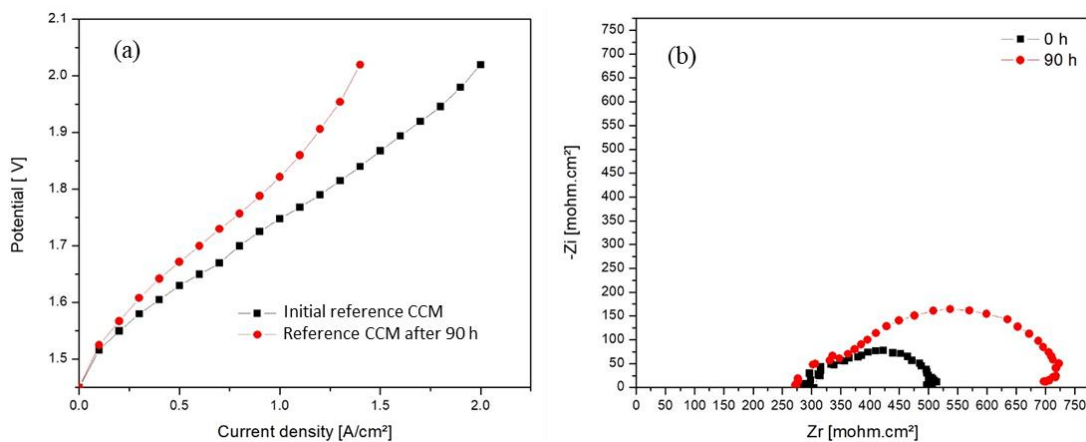 (a)
2.1
2.0
1.9
1.8
1.7
1.6
1.5
0.0
0.5
1.0
1.5
2.0
Potential [ V]
Current density [A/cm²]
Initial reference CCM
Reference CCM after 90 h
(b)
0 h
90 h
750
700
650
600
550
500
450
400
350
300
250
200
150
100
50
0
0 50 100 150 200 250 300 350 400 450 500 550 600 650 700 750
-Zi [mohm.cm²]
Zr [mohm.cm²]